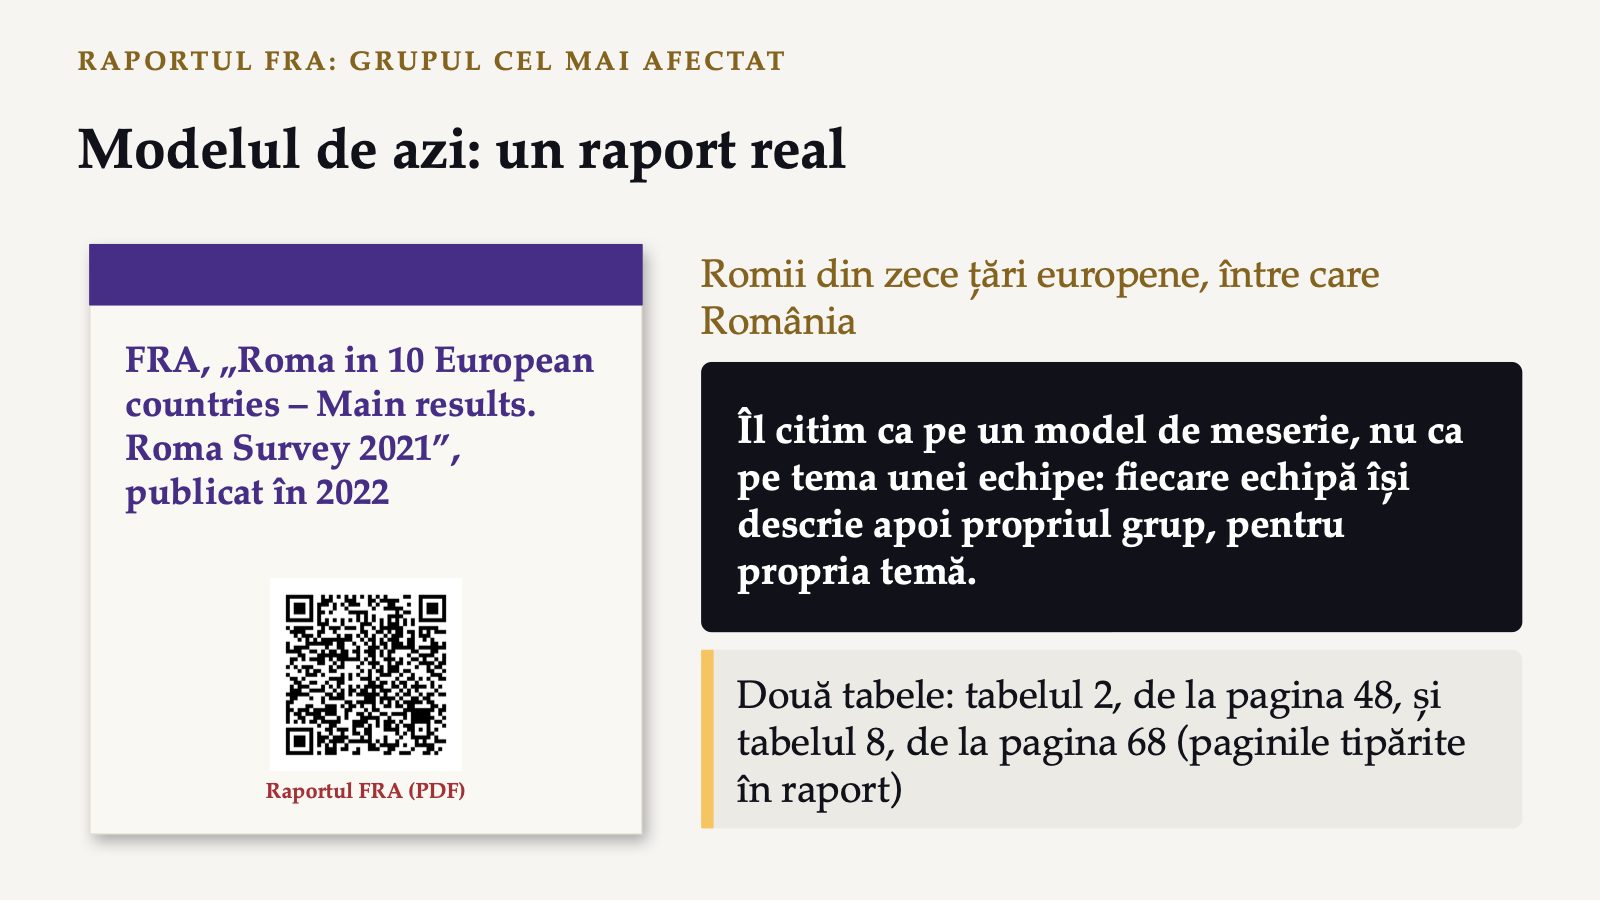 RAPORTUL FRA: GRUPUL CEL MAI AFECTAT
Modelul de azi: un raport real
FRA, „Roma in 10 European
countries – Main results.
Roma Survey 2021”,
publicat în 2022
Raportul FRA (PDF)
Romii din zece țări europene, între care
România
Îl citim ca pe un model de meserie, nu ca
pe tema unei echipe: fiecare echipă își
descrie apoi propriul grup, pentru
propria temă.
Două tabele: tabelul 2, de la pagina 48, și
tabelul 8, de la pagina 68 (paginile tipărite
în raport)